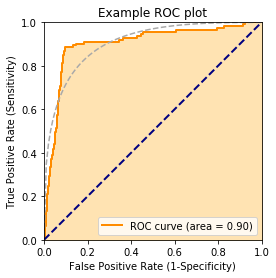 Example ROC plot
True Positive Rate (Sensitivity)
1.0
0.8
0.6
0.4
0.2
0.0
ROC curve (area = 0.90)
0.0 0.2 0.4 0.6 0.8 1.0
False Positive Rate (1-Specificity)